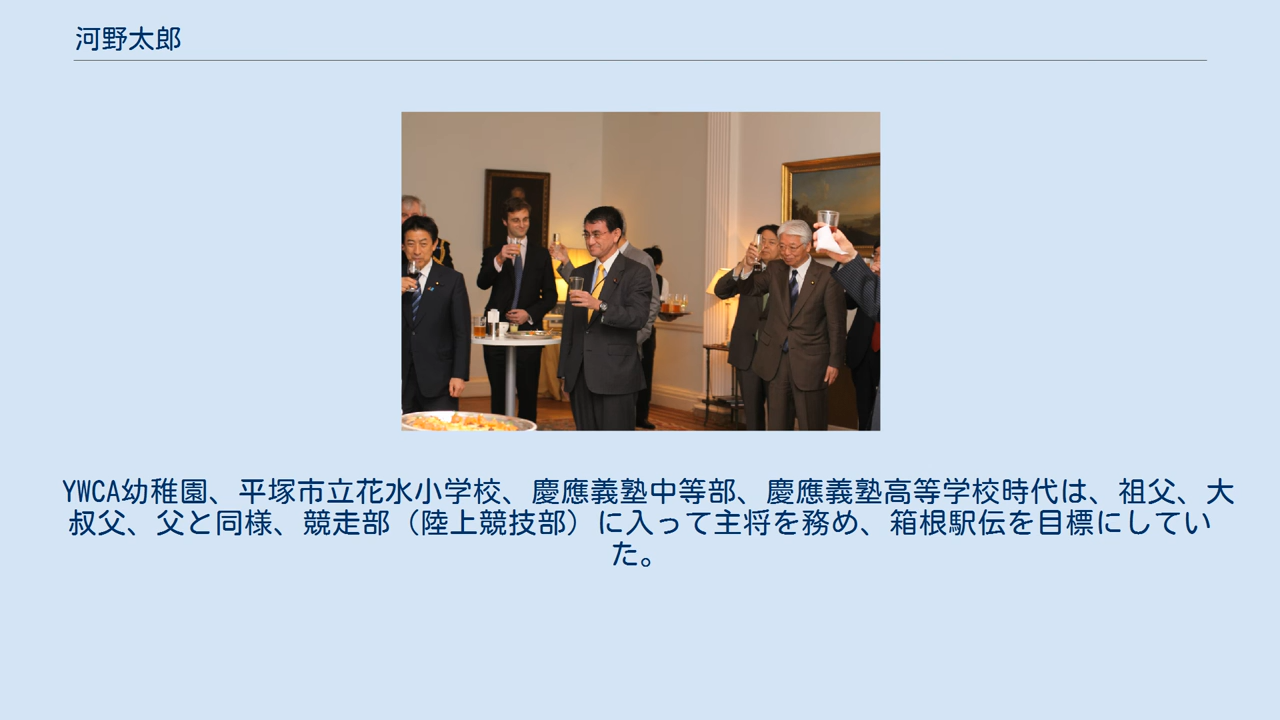 河野太郎
YWCA幼稚園、平塚市立花水小学校、慶應義塾中等部、慶應義塾高等学校時代は、祖父、大
叔父、父と同様、競走部（陸上競技部）に入って主将を務め、箱根駅伝を目標にしてい
た。